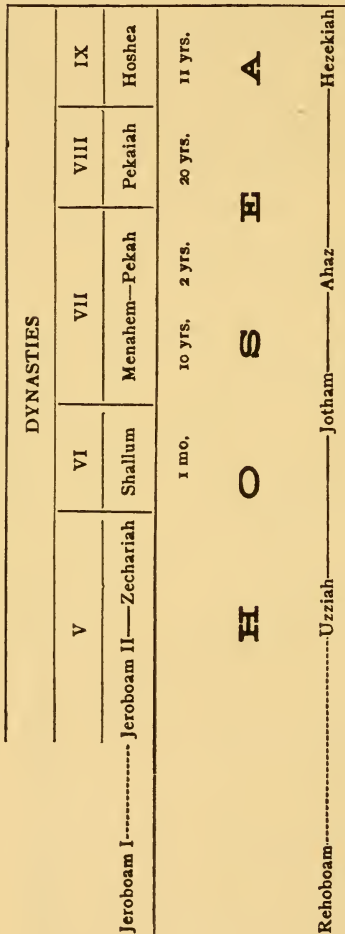 DYNASTIES
V VI VII VIII IX
Jeroboam I------------ Jeroboam II—Zechariah Shallum Menahem—Pekah Pekaiah Hoshea
1 mo. 10 yrs. 2 yrs. 20 yrs. 11 yrs.
H O S E A
Rehoboam------------------------Uzziah————Jotham————Ahaz————Hezekiah